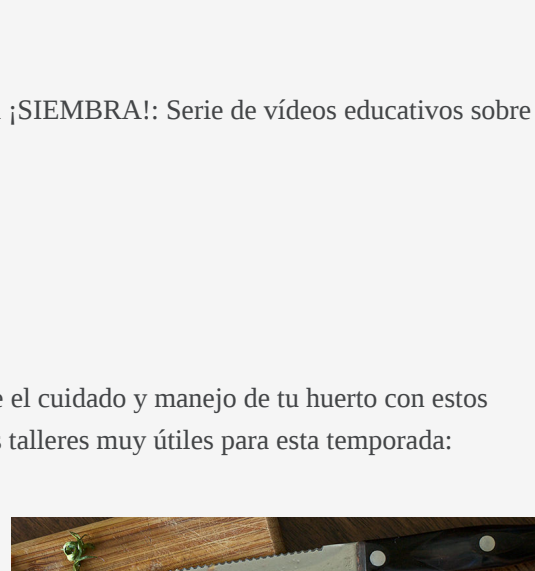 ¡SIEMBRA!: Serie de vídeos educativos sobre
el cuidado y manejo de tu huerto con estos
talleres muy útiles para esta temporada: